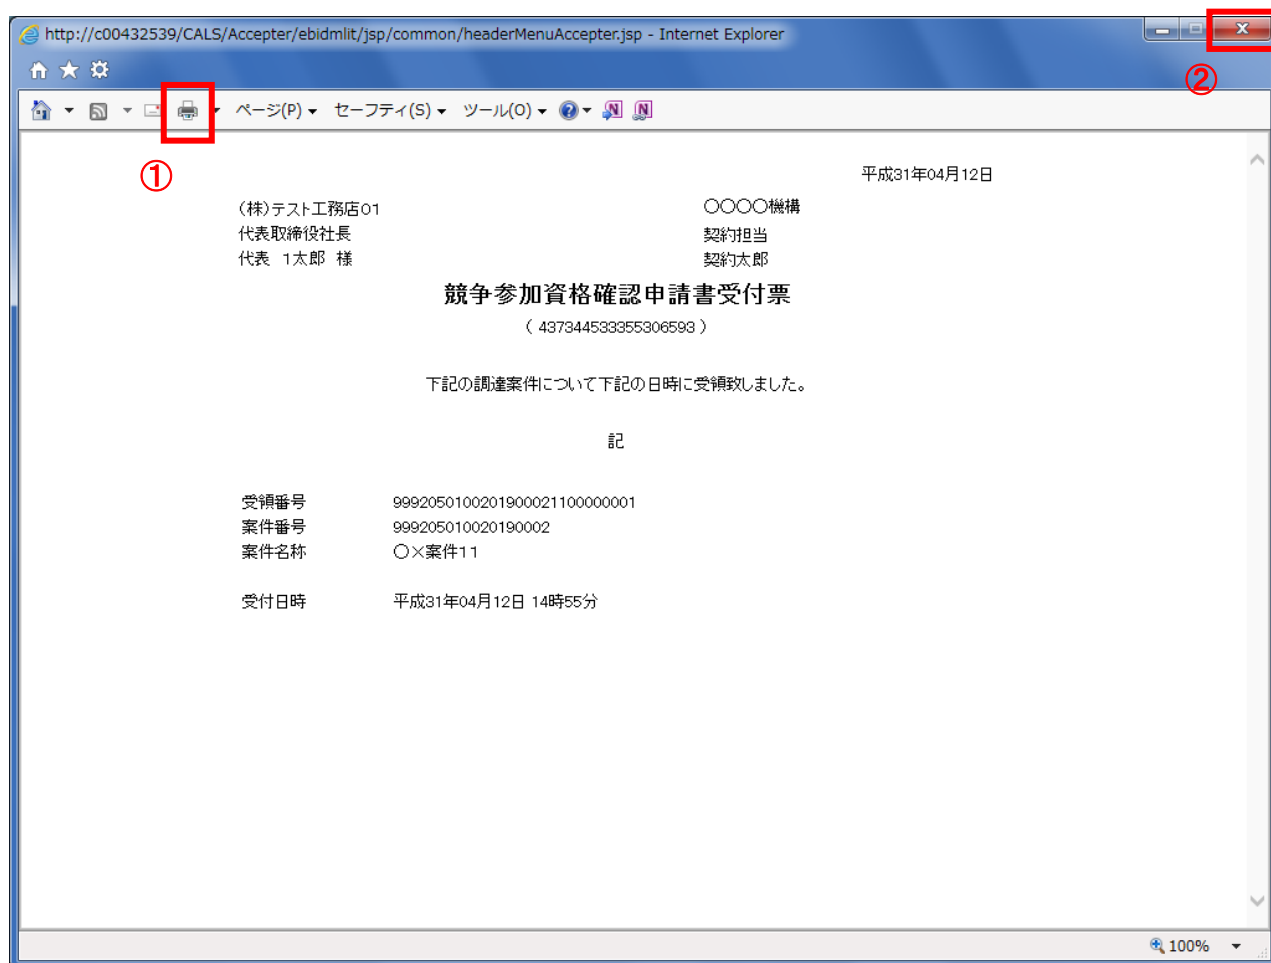 http://c00432539/CALS/Accepter/ebidmlit/jsp/common/headerMenuAccepter.jsp - Internet Explorer
②
ページ(P) セーフティ(S) ツール(O)
①
平成31年04月12日
(株)テスト工務店01
代表取締役社長
代表 1太郎 様
〇〇〇〇機構
契約担当
契約太郎
競争参加資格確認申請書受付票
( 437344533355306593 )
下記の調達案件について下記の日時に受領致しました。
記
受領番号 9992050100201900021100000001
案件番号 999205010020190002
案件名称 〇×案件11
受付日時 平成31年04月12日 14時55分
100%